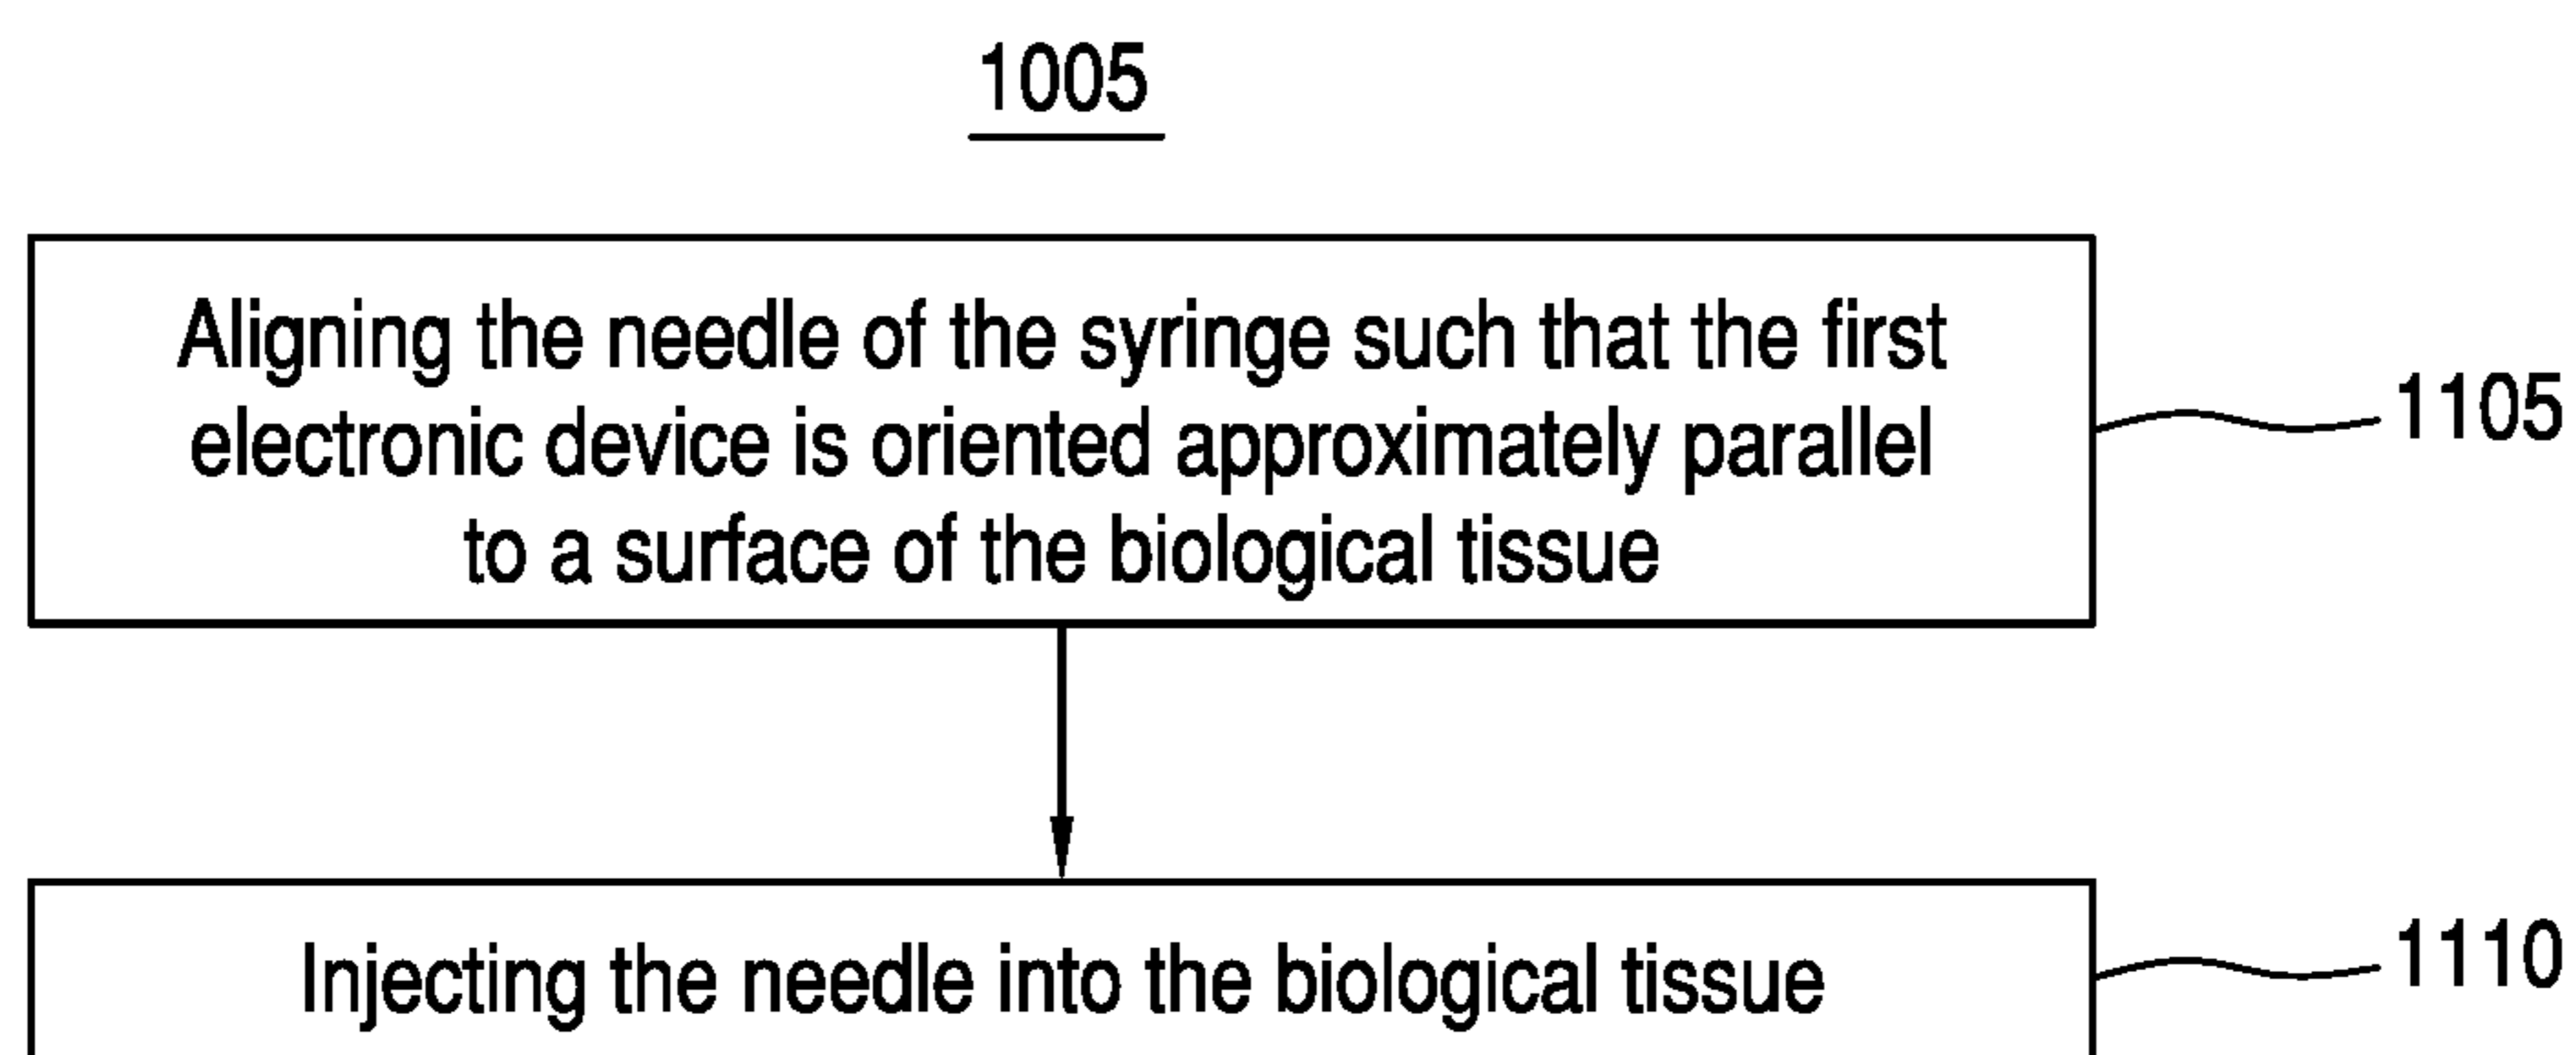 1005
Aligning the needle of the syringe such that the first
electronic device is oriented approximately parallel
to a surface of the biological tissue
1105
Injecting the needle into the biological tissue
1110